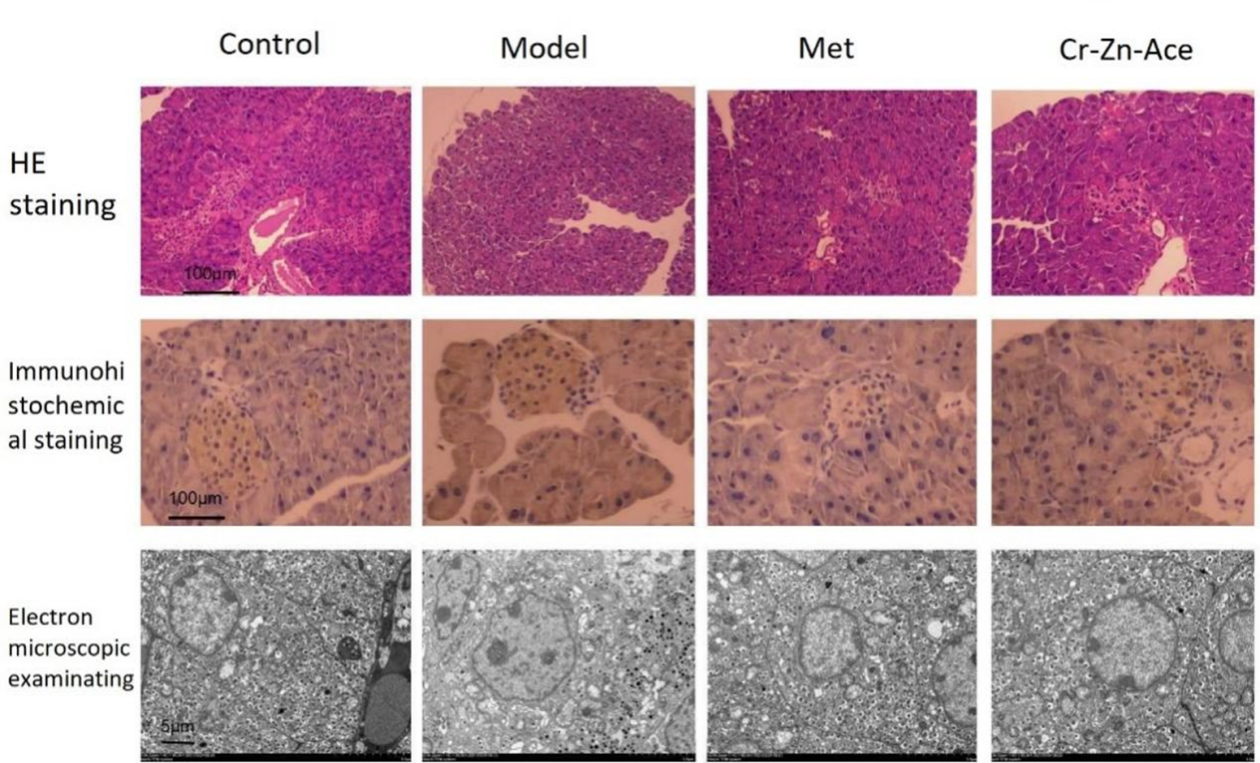 Control
Model
Met
Cr-Zn-Ace
HE
staining
100μm
Immunohi
stochemic
al staining
100μm
Electron
microscopic
examinating
5μm